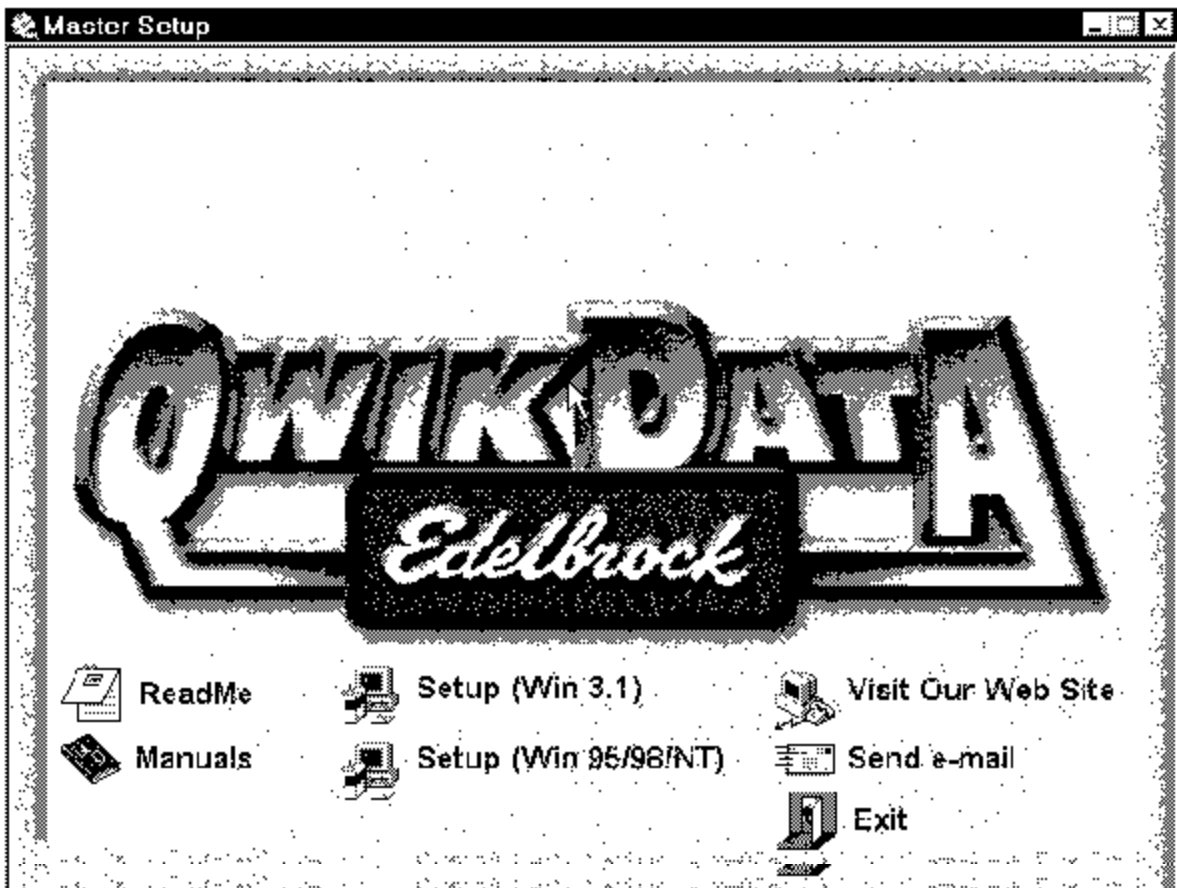 Master Setup
QWIKDATA
Edelbrock
ReadMe
Setup (Win 3.1)
Visit Our Web Site
Manuals
Setup (Win 95/98/NT)
Send e-mail
Exit